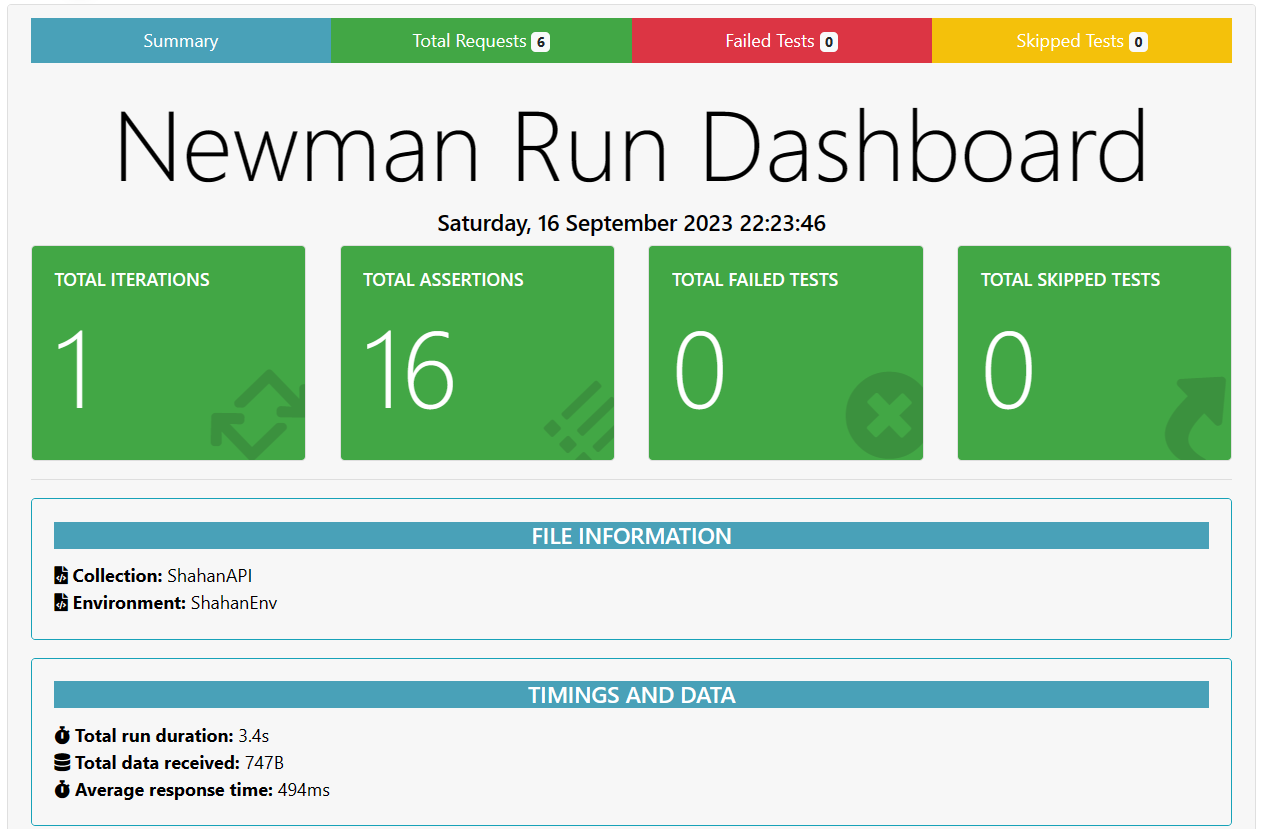 Summary
Total Requests 6
Failed Tests 0
Skipped Tests 0
Newman Run Dashboard
Saturday, 16 September 2023 22:23:46
TOTAL ITERATIONS
1
TOTAL ASSERTIONS
16
TOTAL FAILED TESTS
0
TOTAL SKIPPED TESTS
0
FILE INFORMATION
Collection: ShahanAPI
Environment: ShahanEnv
TIMINGS AND DATA
Total run duration: 3.4s
Total data received: 747B
Average response time: 494ms